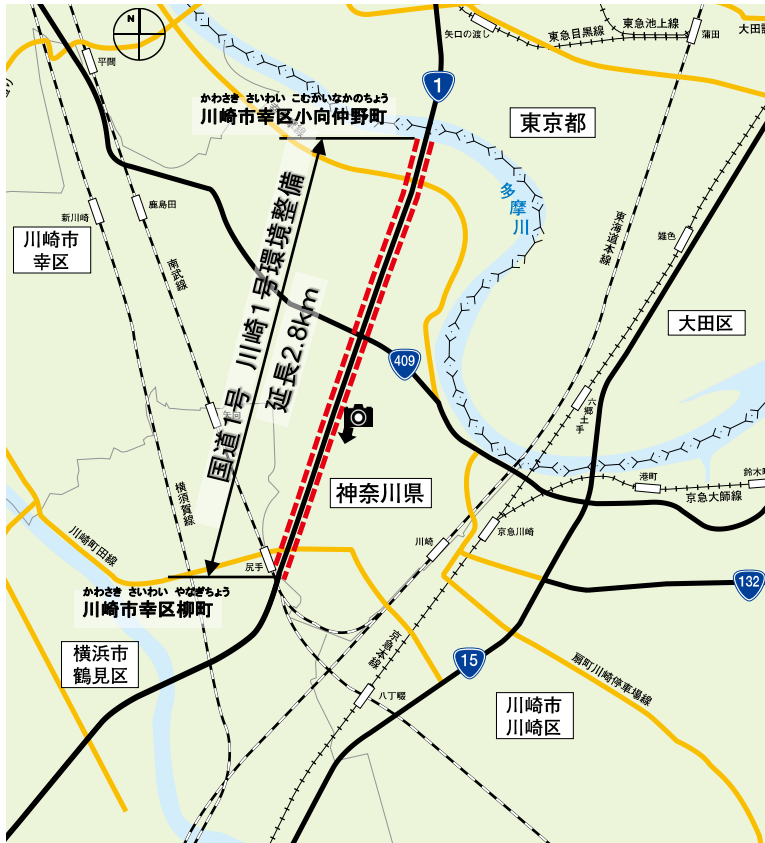 N
矢口の渡し
東急目黒線
東急池上線
蒲田
平間
1
かわさき さいわい こむかいなかのちょう
川崎市幸区小向仲野町
東京都
多摩川
鹿島田
新川崎
川崎市
幸区
南武線
東海道本線
雑色
大田区
国道1号 川崎1号環境整備
延長2.8km
409
矢向
六郷土手
港町
鈴木町
京急大師線
神奈川県
横須賀線
川崎町田線
川崎
京急川崎
尻手
132
かわさき さいわい やなぎちょう
川崎市幸区柳町
横浜市
鶴見区
京急本線
15
扇町川崎停車場線
八丁畷
川崎市
川崎区